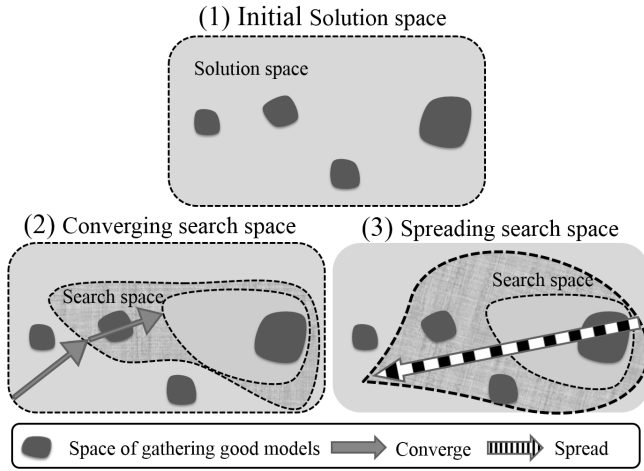 (1) Initial Solution space
Solution space
(2) Converging search space
Search space
(3) Spreading search space
Search space
Space of gathering good models
Converge
Spread